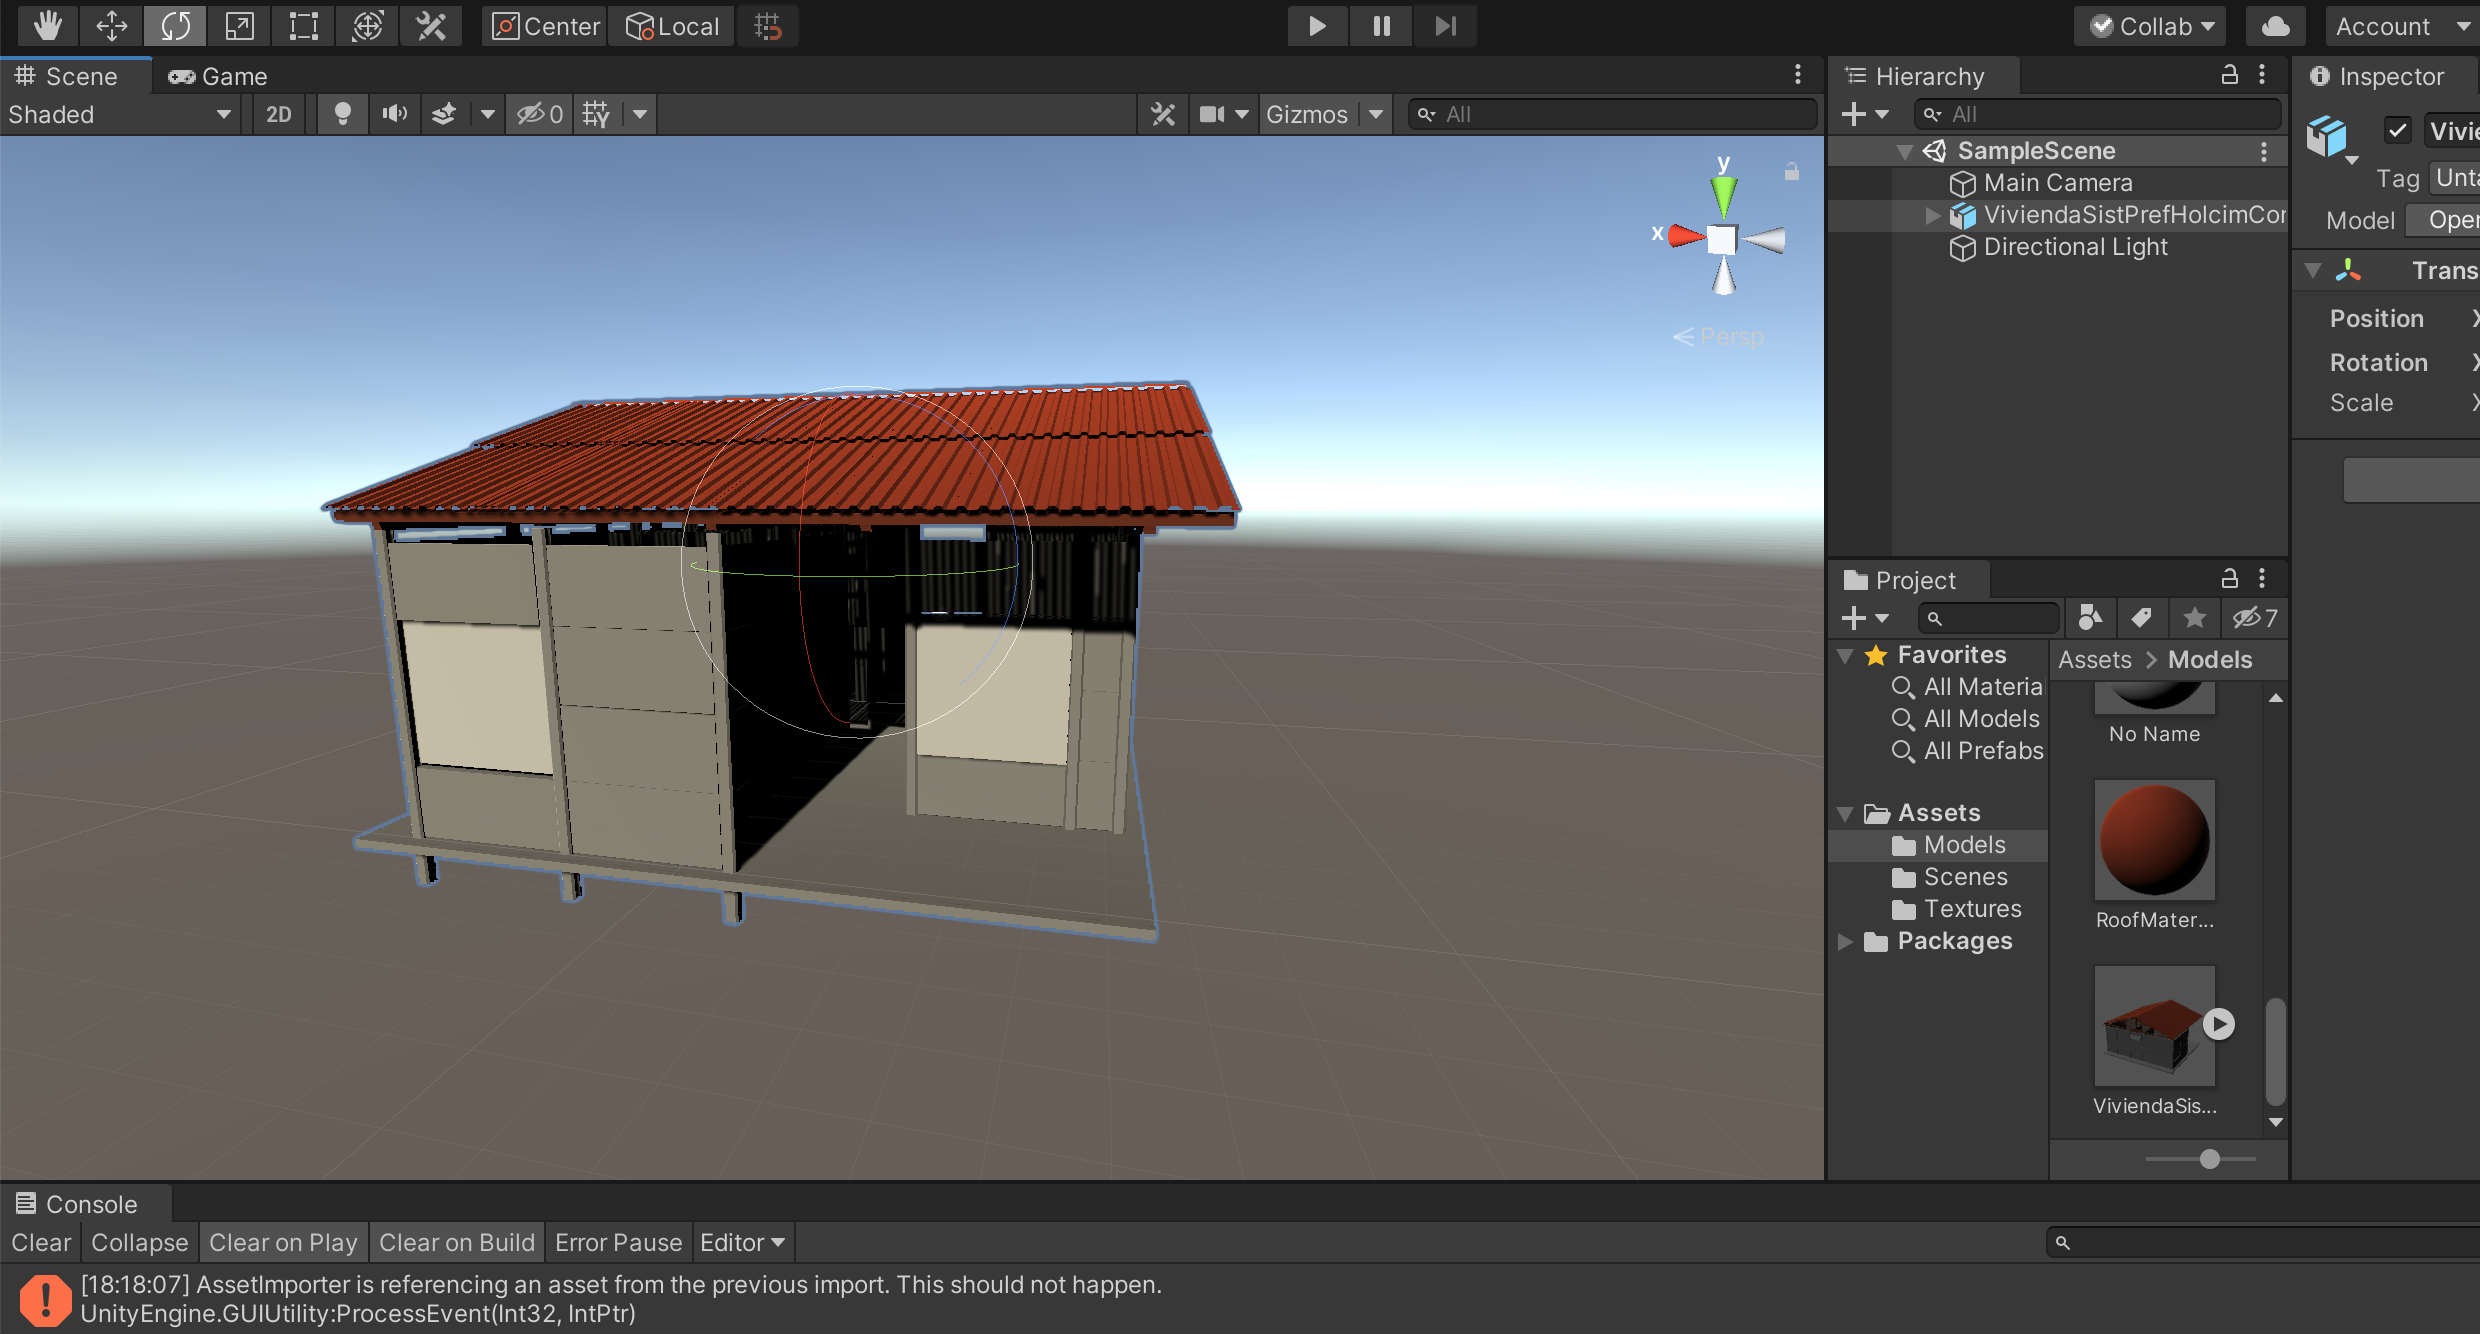 Center
Local
Collab
Account
Scene
Game
Shaded
2D
0
Gizmos
All
y
x
Persp
Hierarchy
All
SampleScene
Main Camera
ViviendaSistPrefHolcimCor
Directional Light
Inspector
Vivie
Tag Unta
Model Oper
Trans
Position X
Rotation X
Scale X
Project
7
Favorites
All Materia
All Models
All Prefabs
Assets
Models
Scenes
Textures
Packages
Assets > Models
No Name
RoofMater...
ViviendaSis...
Console
Clear
Collapse
Clear on Play
Clear on Build
Error Pause
Editor
[18:18:07] AssetImporter is referencing an asset from the previous import. This should not happen.
UnityEngine.GUIUtility:ProcessEvent(Int32, IntPtr)